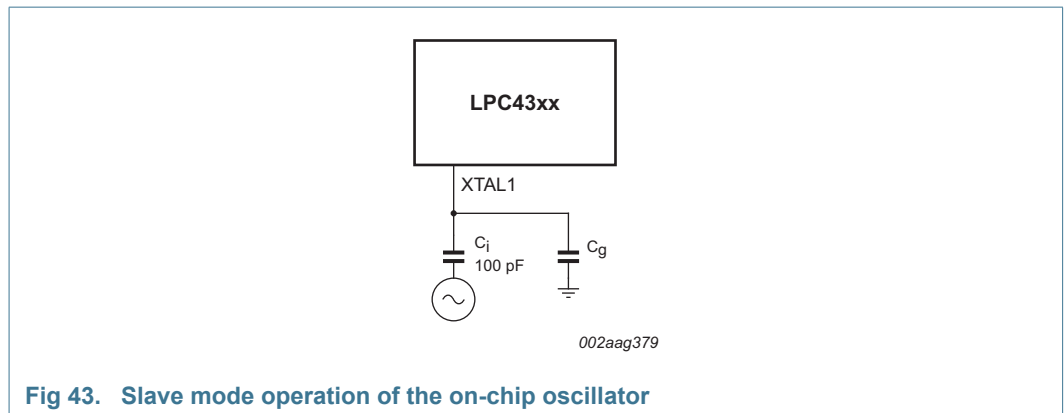 LPC43xx
XTAL1
Ci
100 pF
Cg
002aag379
Fig 43. Slave mode operation of the on-chip oscillator